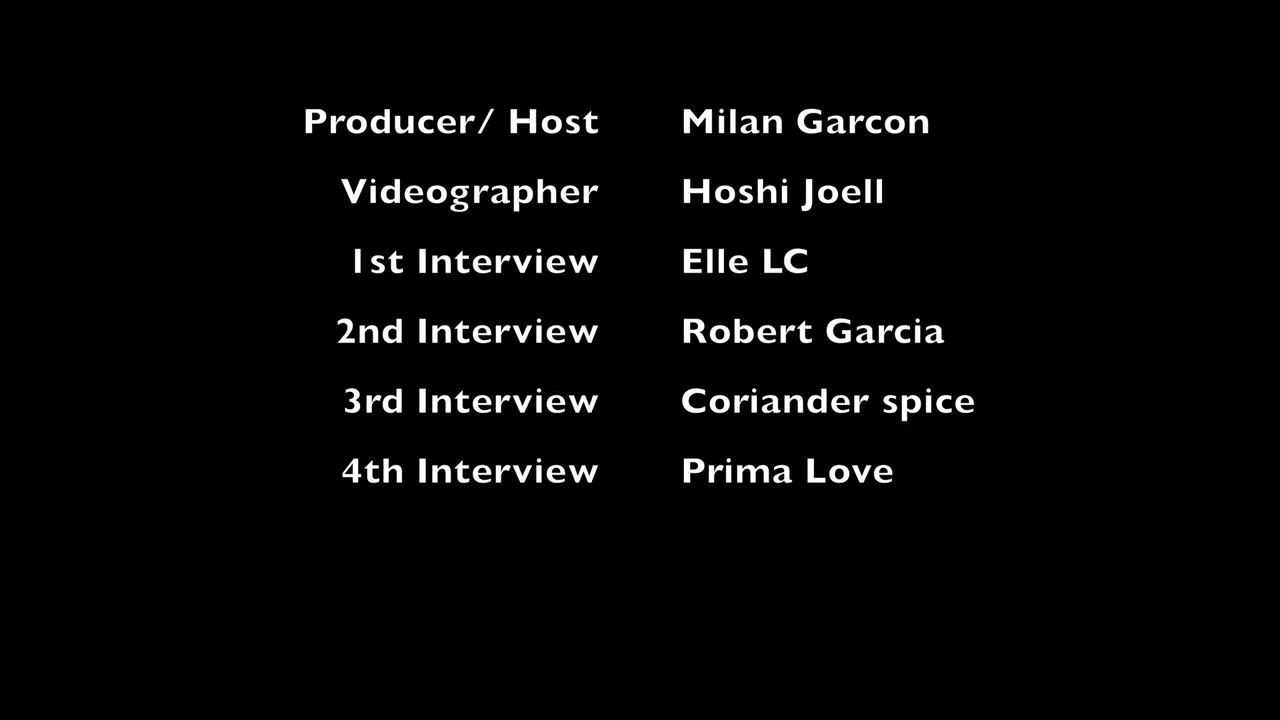 Producer/ Host Milan Garcon
Videographer Hoshi Joell
1st Interview Elle LC
2nd Interview Robert Garcia
3rd Interview Coriander spice
4th Interview Prima Love